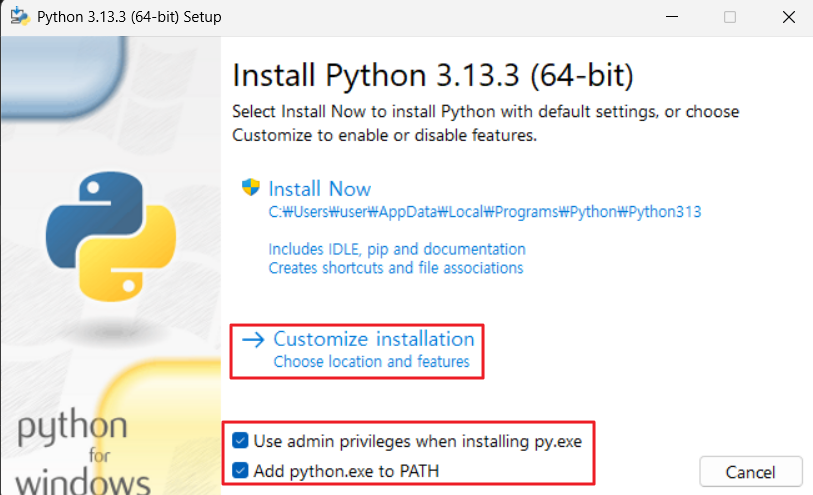 Python 3.13.3 (64-bit) Setup
Install Python 3.13.3 (64-bit)
Select Install Now to install Python with default settings, or choose
Customize to enable or disable features.
Install Now
C:₩Users₩user₩AppData₩Local₩Programs₩Python₩Python313
Includes IDLE, pip and documentation
Creates shortcuts and file associations
Customize installation
Choose location and features
python
for
windows
Use admin privileges when installing py.exe
Add python.exe to PATH
Cancel